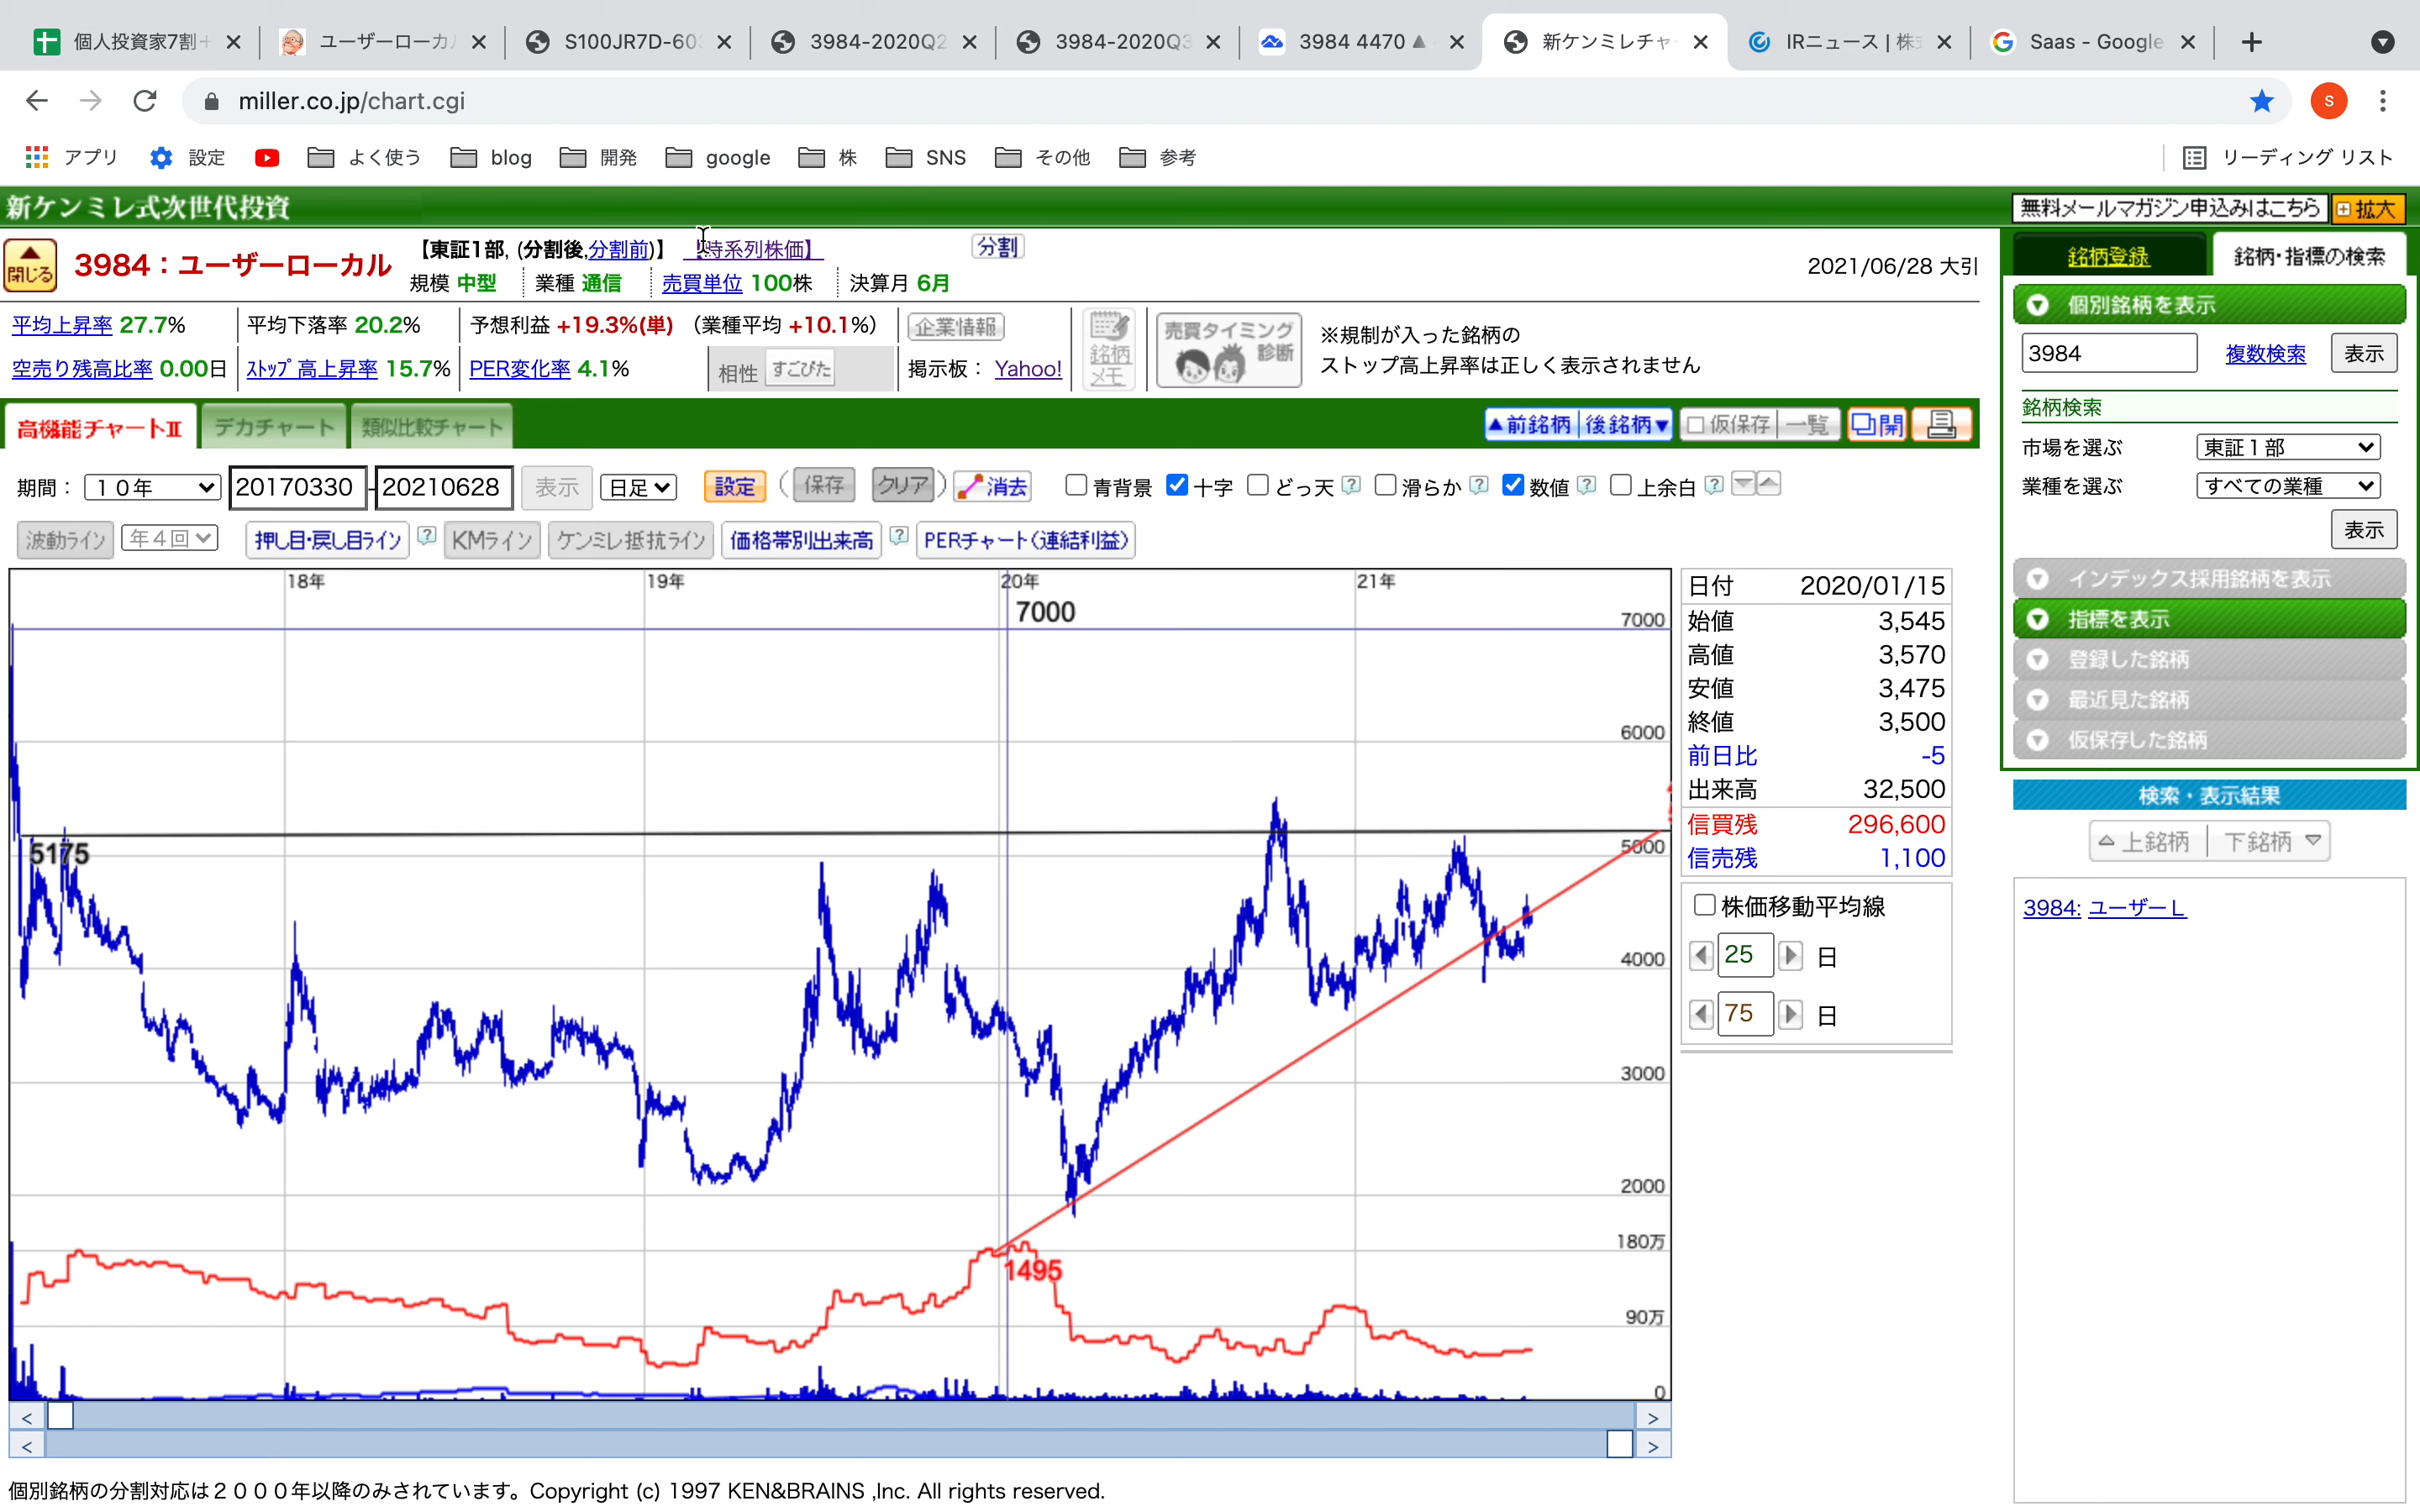 個人投資家7割
ユーザーローカ
S100JR7D-60
3984-2020Q2
3984-2020Q3
3984 4470 ▲
新ケンミレチャ
IRニュース | 株
Saas - Google
miller.co.jp/chart.cgi
S
アプリ 設定 よく使う blog 開発 google 株 SNS その他 参考 リーディング リスト
新ケンミレ式次世代投資
無料メールマガジン申込みはこちら 拡大
▲閉じる 3984：ユーザーローカル
【東証1部, (分割後,分割前)】 【時系列株価】 分割
規模 中型 業種 通信 売買単位 100株 決算月 6月
2021/06/28 大引
平均上昇率 27.7% 平均下落率 20.2% 予想利益 +19.3%(単) （業種平均 +10.1%） 企業情報
空売り残高比率 0.00日 ｽﾄｯﾌﾟ高上昇率 15.7% PER変化率 4.1% 相性 すごぴた 掲示板： Yahoo!
銘柄メモ
売買タイミング診断
※規制が入った銘柄の
ストップ高上昇率は正しく表示されません
高機能チャートⅡ デカチャート 類似比較チャート ▲前銘柄 後銘柄▼ 仮保存 一覧 開
期間： １０年 20170330 - 20210628 表示 日足 設定 （ 保存 クリア ） 消去 青背景 十字 どっ天 ? 滑らか ? 数値 ? 上余白 ?
波動ライン 年４回 押し目・戻し目ライン ? KMライン ケンミレ抵抗ライン 価格帯別出来高 ? PERチャート（連結利益）
18年 19年 20年 21年
7000
7000
6000
5175
5000
4000
3000
2000
180万
1495
90万
0
< >
< >
日付 2020/01/15
始値 3,545
高値 3,570
安値 3,475
終値 3,500
前日比 -5
出来高 32,500
信買残 296,600
信売残 1,100
株価移動平均線
25 日
75 日
銘柄登録 銘柄・指標の検索
個別銘柄を表示
3984 複数検索 表示
銘柄検索
市場を選ぶ 東証１部
業種を選ぶ すべての業種
表示
インデックス採用銘柄を表示
指標を表示
登録した銘柄
最近見た銘柄
仮保存した銘柄
検索・表示結果
△上銘柄 下銘柄▽
3984: ユーザーＬ
個別銘柄の分割対応は２０００年以降のみされています。Copyright (c) 1997 KEN&BRAINS ,Inc. All rights reserved.